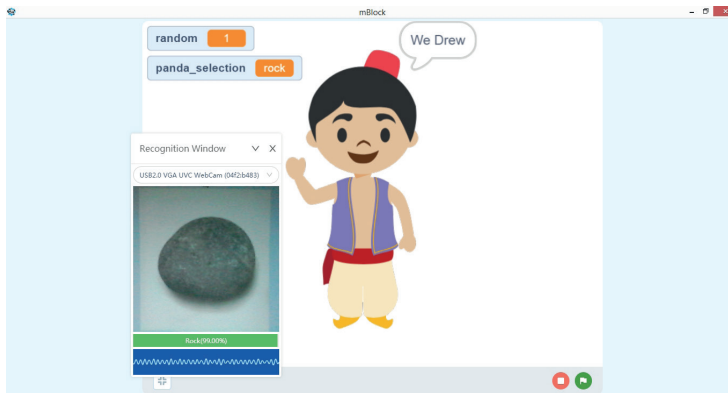 mBlock
random 1
We Drew
panda_selection rock
Recognition Window
USB2.0 VGA UVC WebCam (04f2:b483)
Rock(99.00%)